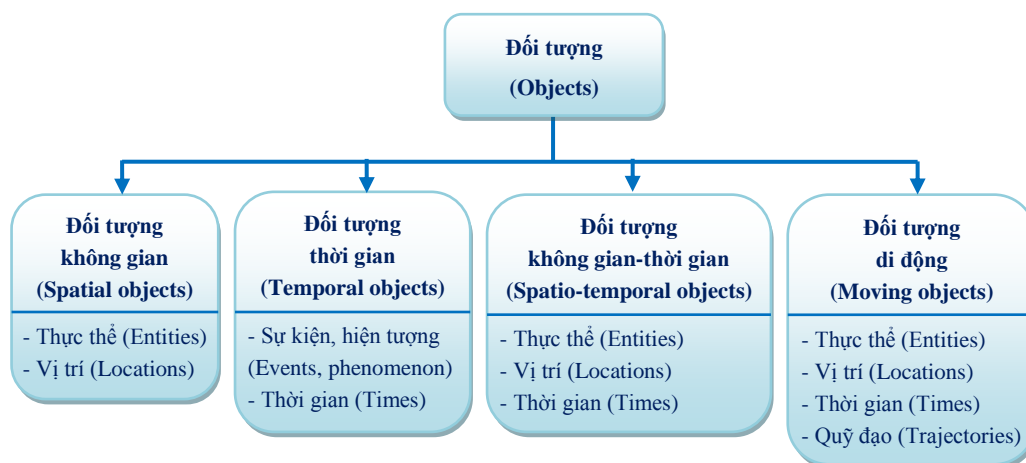 Đối tượng
(Objects)
Đối tượng
không gian
(Spatial objects)
- Thực thể (Entities)
- Vị trí (Locations)
Đối tượng
thời gian
(Temporal objects)
- Sự kiện, hiện tượng
(Events, phenomenon)
- Thời gian (Times)
Đối tượng
không gian-thời gian
(Spatio-temporal objects)
- Thực thể (Entities)
- Vị trí (Locations)
- Thời gian (Times)
Đối tượng
di động
(Moving objects)
- Thực thể (Entities)
- Vị trí (Locations)
- Thời gian (Times)
- Quỹ đạo (Trajectories)